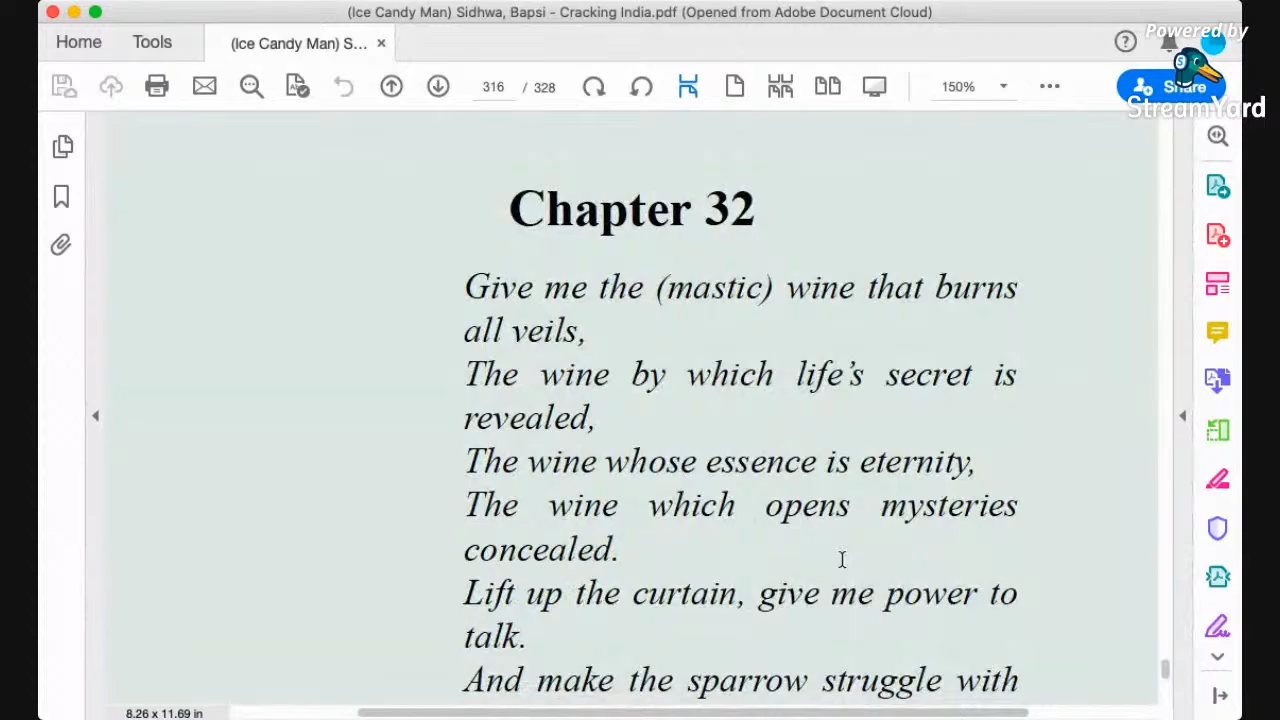 (Ice Candy Man) Sidhwa, Bapsi - Cracking India.pdf (Opened from Adobe Document Cloud)
Powered by
Home Tools (Ice Candy Man) S... ×
316 / 328 150% Share
StreamYard
Chapter 32
Give me the (mastic) wine that burns
all veils,
The wine by which life's secret is
revealed,
The wine whose essence is eternity,
The wine which opens mysteries
concealed.
Lift up the curtain, give me power to
talk.
And make the sparrow struggle with
8.26 x 11.69 in